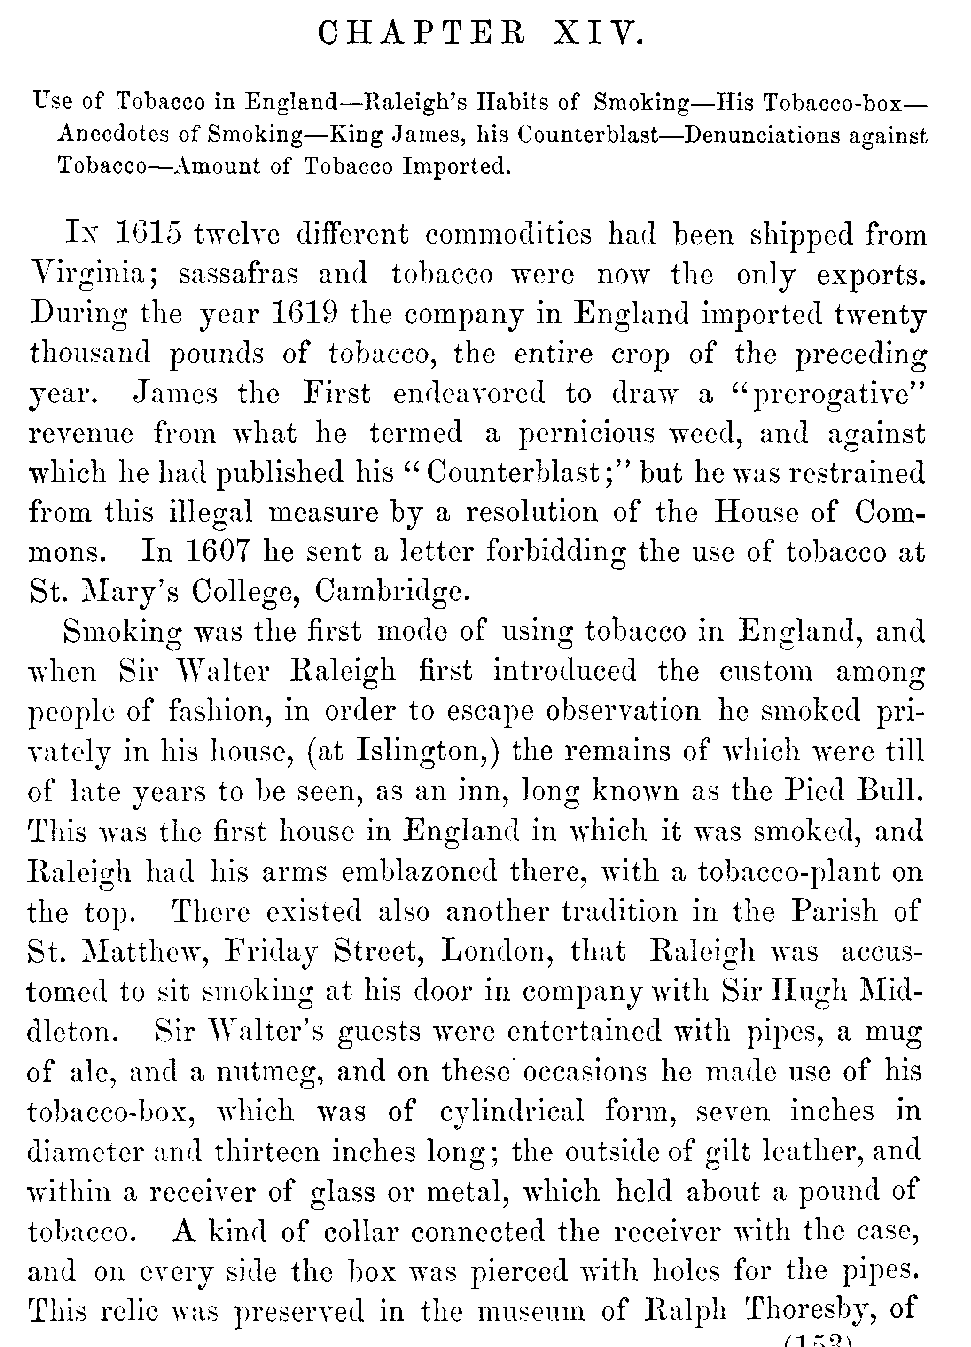 CHAPTER XIV.
Use of Tobacco in England—Raleigh's Habits of Smoking—His Tobacco-box—
Anecdotes of Smoking—King James, his Counterblast—Denunciations against
Tobacco—Amount of Tobacco Imported.
In 1615 twelve different commodities had been shipped from
Virginia; sassafras and tobacco were now the only exports.
During the year 1619 the company in England imported twenty
thousand pounds of tobacco, the entire crop of the preceding
year. James the First endeavored to draw a "prerogative"
revenue from what he termed a pernicious weed, and against
which he had published his "Counterblast;" but he was restrained
from this illegal measure by a resolution of the House of Com-
mons. In 1607 he sent a letter forbidding the use of tobacco at
St. Mary's College, Cambridge.
Smoking was the first mode of using tobacco in England, and
when Sir Walter Raleigh first introduced the custom among
people of fashion, in order to escape observation he smoked pri-
vately in his house, (at Islington,) the remains of which were till
of late years to be seen, as an inn, long known as the Pied Bull.
This was the first house in England in which it was smoked, and
Raleigh had his arms emblazoned there, with a tobacco-plant on
the top. There existed also another tradition in the Parish of
St. Matthew, Friday Street, London, that Raleigh was accus-
tomed to sit smoking at his door in company with Sir Hugh Mid-
dleton. Sir Walter's guests were entertained with pipes, a mug
of ale, and a nutmeg, and on these occasions he made use of his
tobacco-box, which was of cylindrical form, seven inches in
diameter and thirteen inches long; the outside of gilt leather, and
within a receiver of glass or metal, which held about a pound of
tobacco. A kind of collar connected the receiver with the case,
and on every side the box was pierced with holes for the pipes.
This relic was preserved in the museum of Ralph Thoresby, of